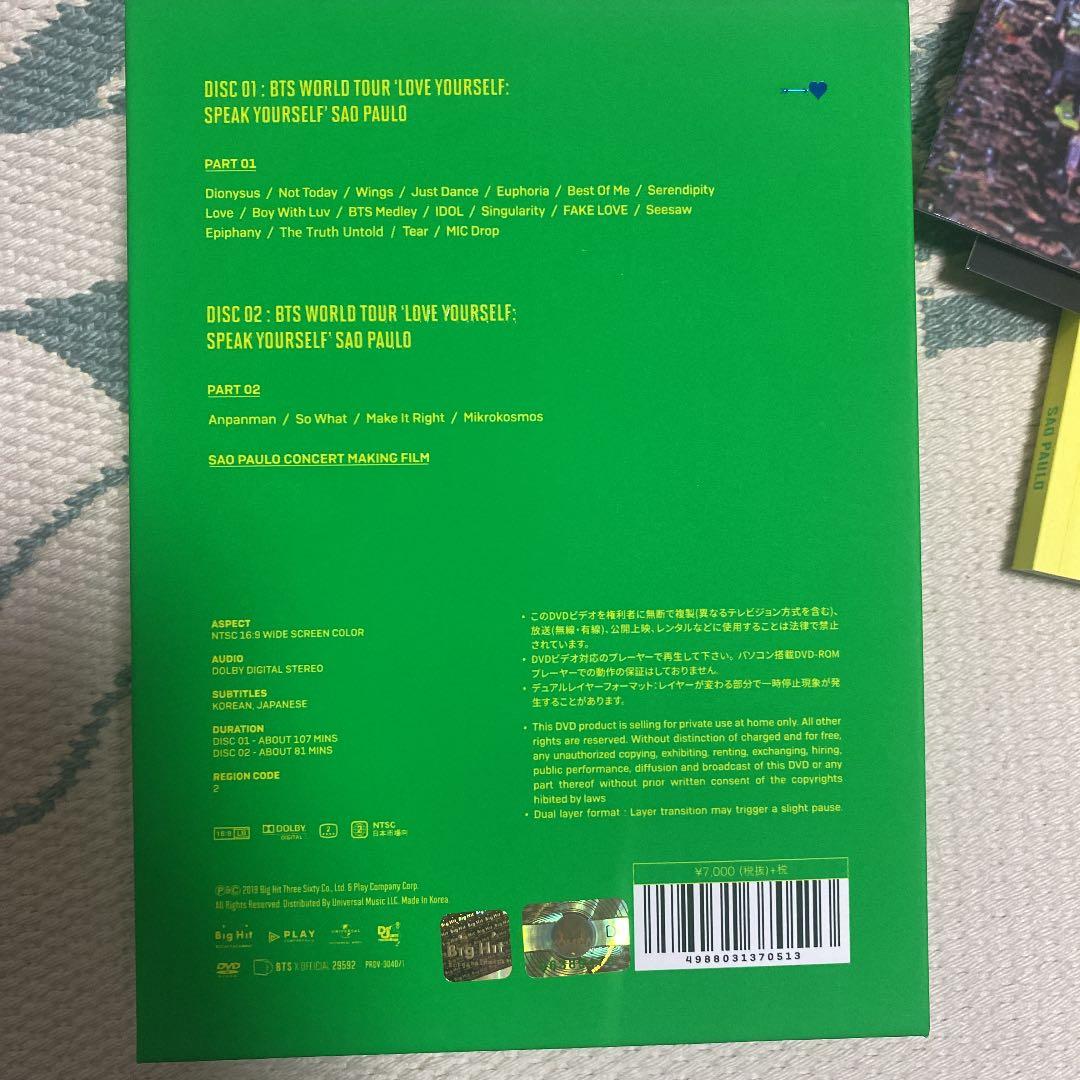 DISC 01 : BTS WORLD TOUR 'LOVE YOURSELF:
SPEAK YOURSELF' SAO PAULO
PART 01
Dionysus / Not Today / Wings / Just Dance / Euphoria / Best Of Me / Serendipity
Love / Boy With Luv / BTS Medley / IDOL / Singularity / FAKE LOVE / Seesaw
Epiphany / The Truth Untold / Tear / MIC Drop
DISC 02 : BTS WORLD TOUR 'LOVE YOURSELF:
SPEAK YOURSELF' SAO PAULO
PART 02
Anpanman / So What / Make It Right / Mikrokosmos
SAO PAULO CONCERT MAKING FILM
SAO PAULO
ASPECT
NTSC 16:9 WIDE SCREEN COLOR
AUDIO
DOLBY DIGITAL STEREO
SUBTITLES
KOREAN, JAPANESE
DURATION
DISC 01 - ABOUT 107 MINS
DISC 02 - ABOUT 81 MINS
REGION CODE
2
・このDVDビデオを権利者に無断で複製(異なるテレビジョン方式を含む)、
放送(無線・有線)、公開上映、レンタルなどに使用することは法律で禁止
されています。
・DVDビデオ対応のプレーヤーで再生して下さい。パソコン搭載DVD-ROM
プレーヤーでの動作の保証はしておりません。
・デュアルレイヤーフォーマット:レイヤーが変わる部分で一時停止現象が発
生することがあります。
• This DVD product is selling for private use at home only. All other
rights are reserved. Without distinction of charged and for free,
any unauthorized copying, exhibiting, renting, exchanging, hiring,
public performance, diffusion and broadcast of this DVD or any
part thereof without prior written consent of the copyrights
hibited by laws
• Dual layer format : Layer transition may trigger a slight pause.
16:9 LB
DOLBY
DIGITAL
2
2
NTSC
日本市場向
℗&© 2019 Big Hit Three Sixty Co., Ltd. & Play Company Corp.
All Rights Reserved. Distributed By Universal Music LLC. Made In Korea.
Big Hit
PLAY
UNIVERSAL
Def Jam
DVD
BTS X OFFICIAL 29592
PROV-3040/1
Big Hit
D
¥7,000 (税抜)+税
4988031370513